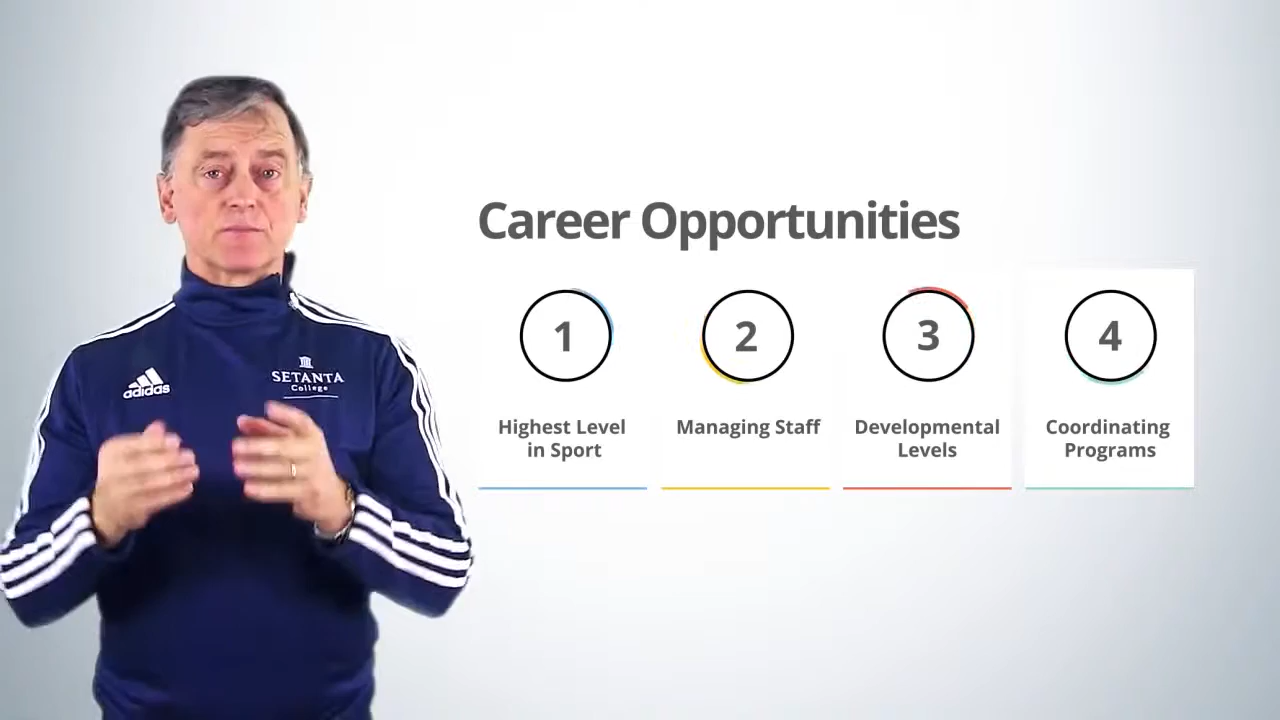 Career Opportunities
1
2
3
4
Highest Level
in Sport
Managing Staff
Developmental
Levels
Coordinating
Programs
adidas
SETANTA
College